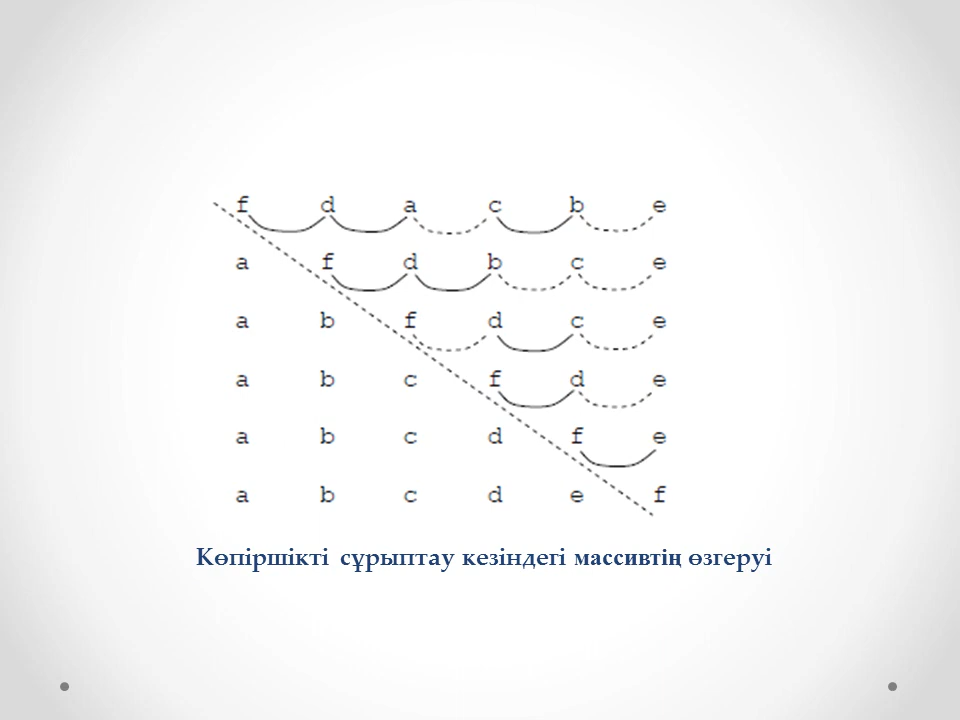 f d a c b e
a f d b c e
a b f d c e
a b c f d e
a b c d f e
a b c d e f
Көпіршікті сұрыптау кезіндегі массивтің өзгеруі